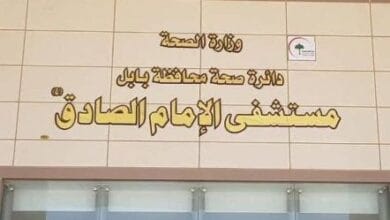 وزارة الصحة
دائرة صحة محافظة بابل
مستشفى الإمام الصادق (ع)